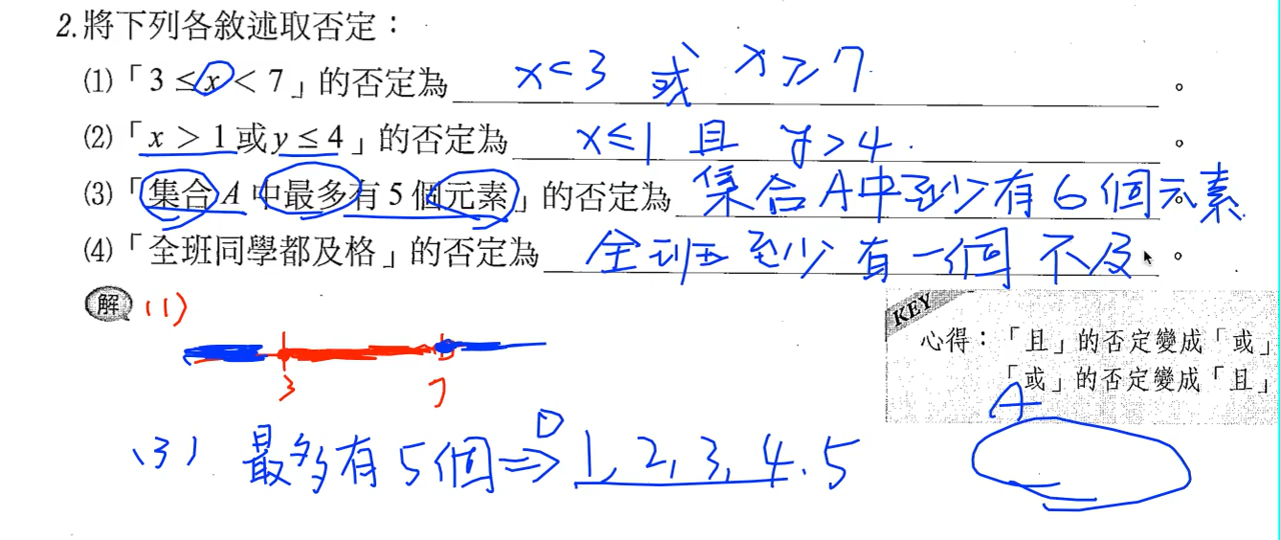 2.將下列各敘述取否定：
(1)「3 ≤ x < 7」的否定為 x < 3 或 x ≥ 7 。
(2)「x > 1或y ≤ 4」的否定為 x ≤ 1 且 y > 4 。
(3)「集合A中最多有5個元素」的否定為 集合A中至少有6個元素 。
(4)「全班同學都及格」的否定為 全班至少有一個不及 。
解 (1)
3 7
KEY
心得：「且」的否定變成「或」
「或」的否定變成「且」
A
(3) 最多有5個 ⇒ 0 1, 2, 3, 4, 5